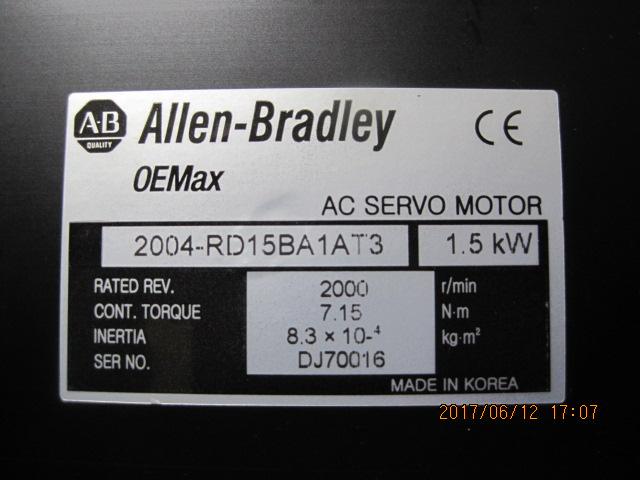 A·B
QUALITY
Allen-Bradley
CE
OEMax
AC SERVO MOTOR
2004-RD15BA1AT3 1.5 kW
RATED REV. 2000 r/min
CONT. TORQUE 7.15 N·m
INERTIA 8.3 × 10-⁴ kg·m²
SER NO. DJ70016
MADE IN KOREA
2017/06/12 17:07